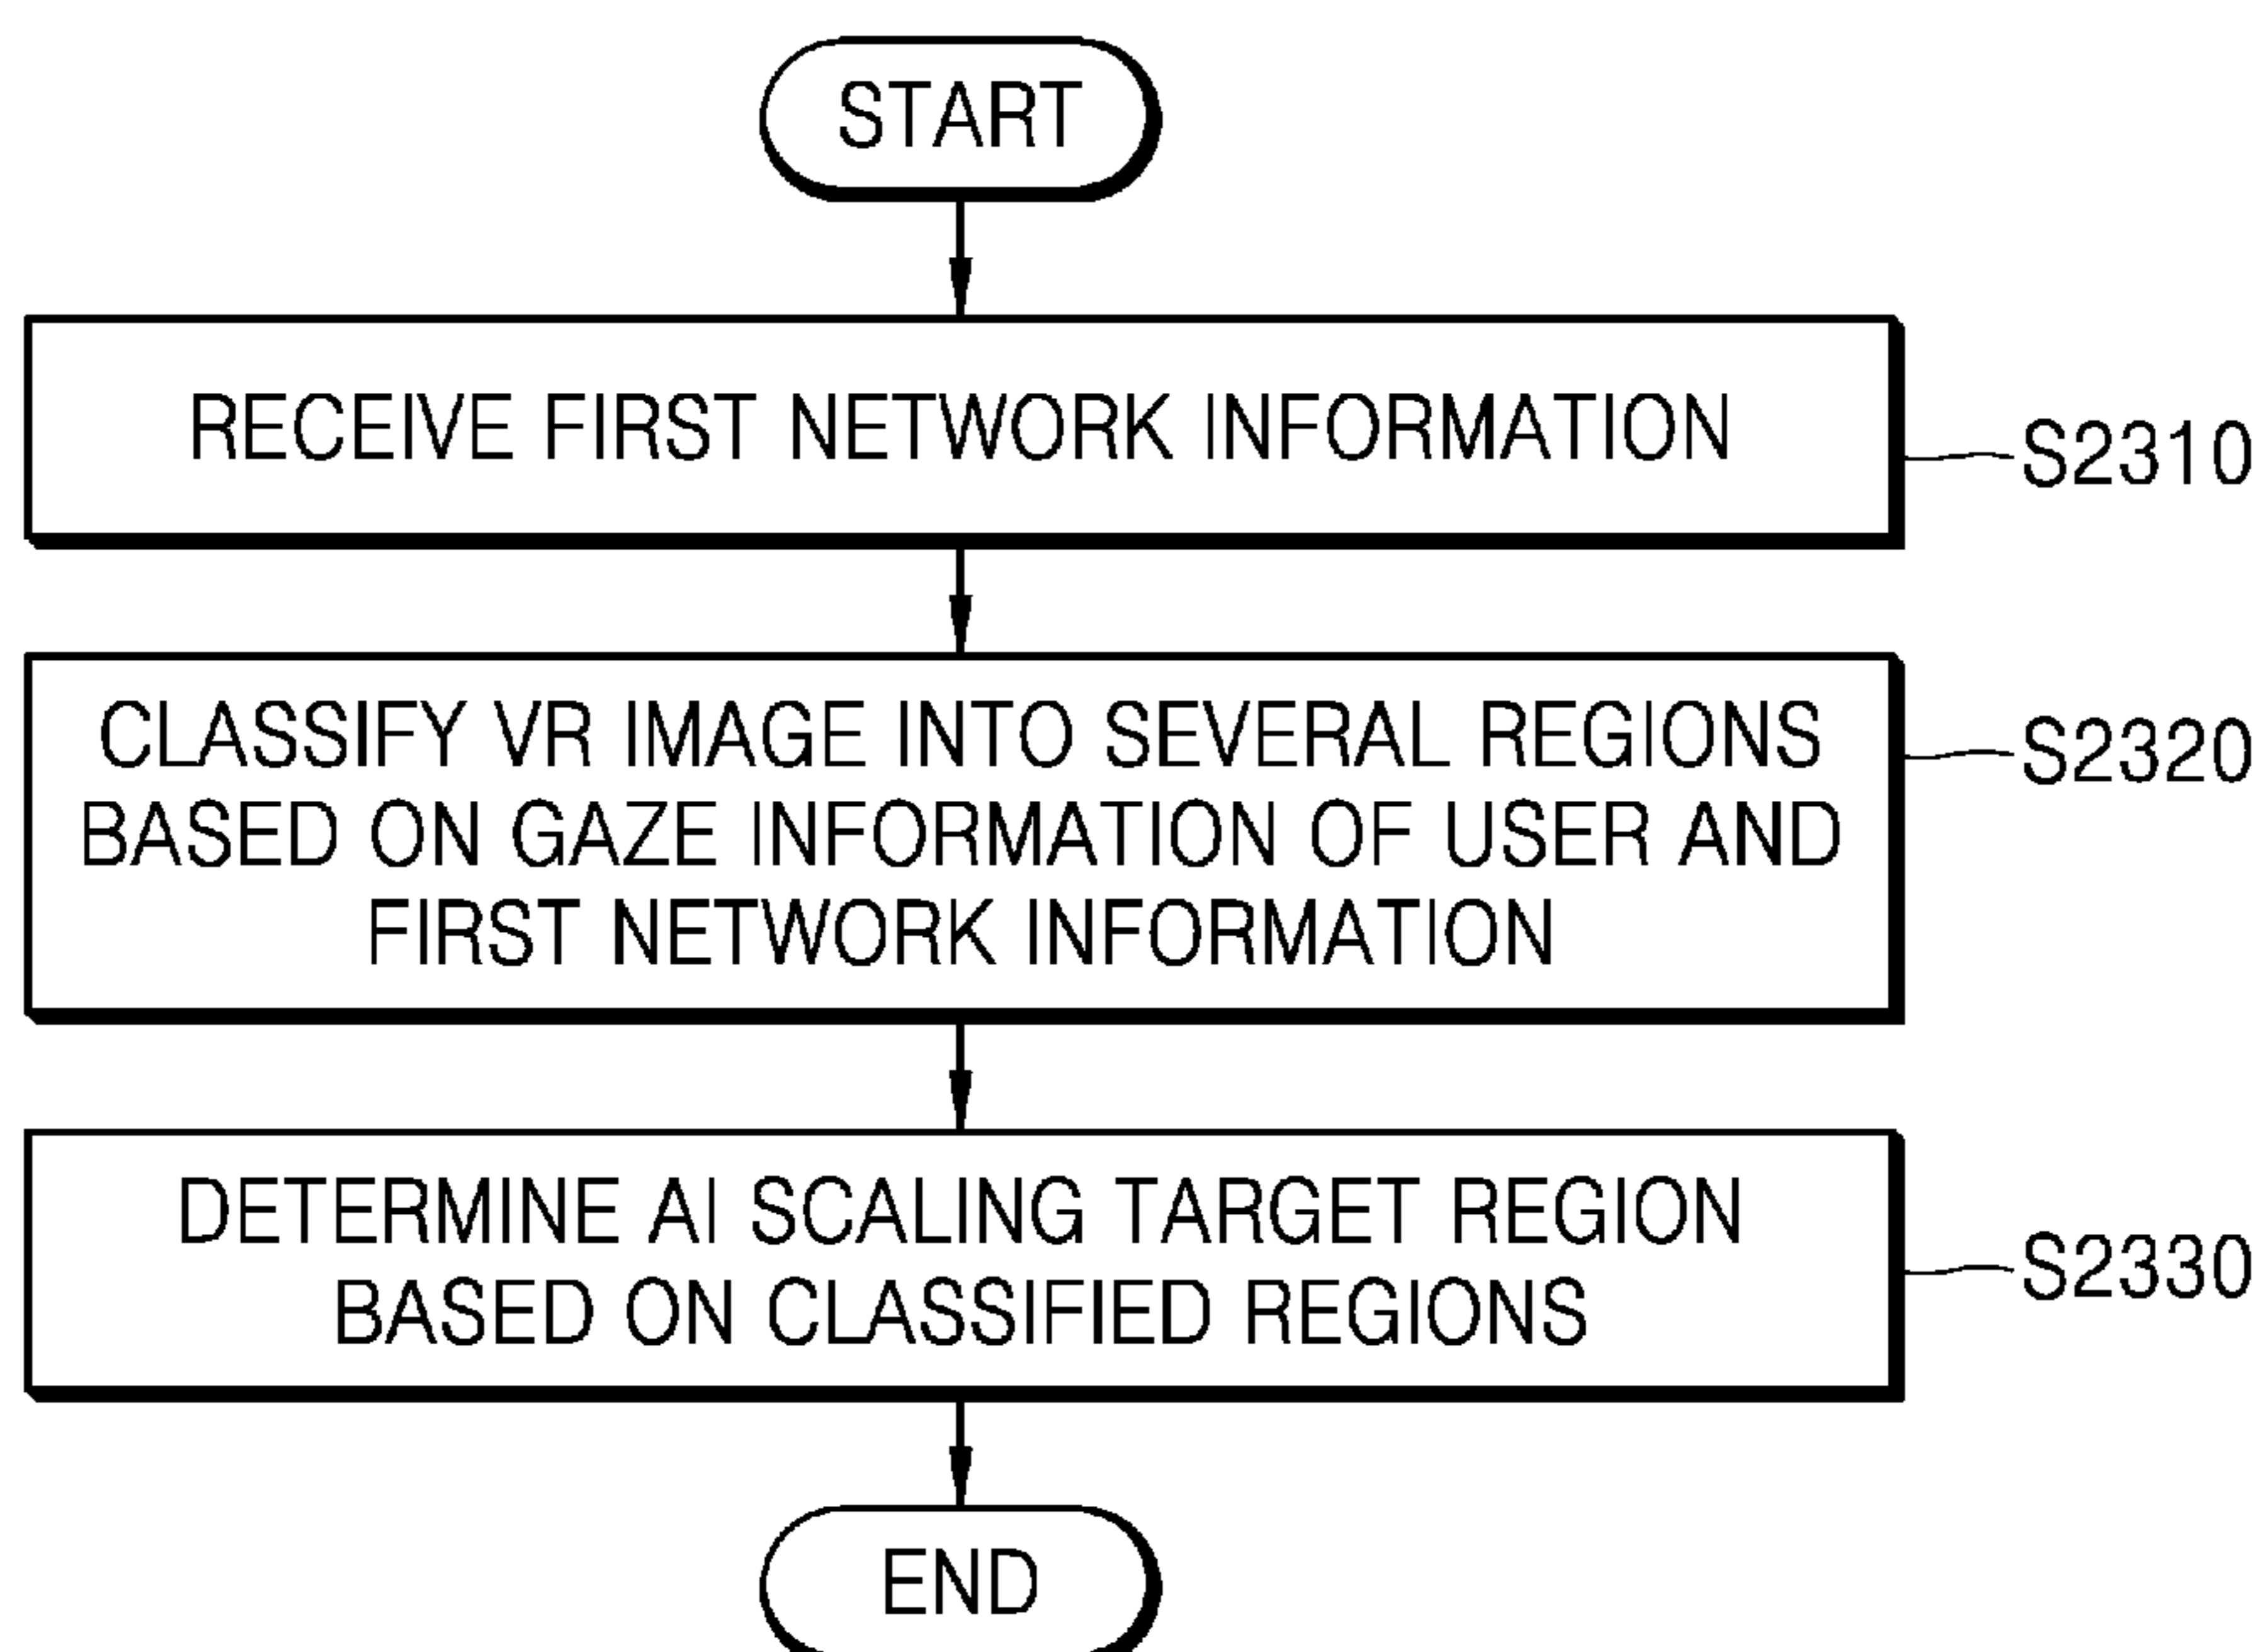 START
RECEIVE FIRST NETWORK INFORMATION
S2310
CLASSIFY VR IMAGE INTO SEVERAL REGIONS
BASED ON GAZE INFORMATION OF USER AND
FIRST NETWORK INFORMATION
S2320
DETERMINE AI SCALING TARGET REGION
BASED ON CLASSIFIED REGIONS
S2330
END